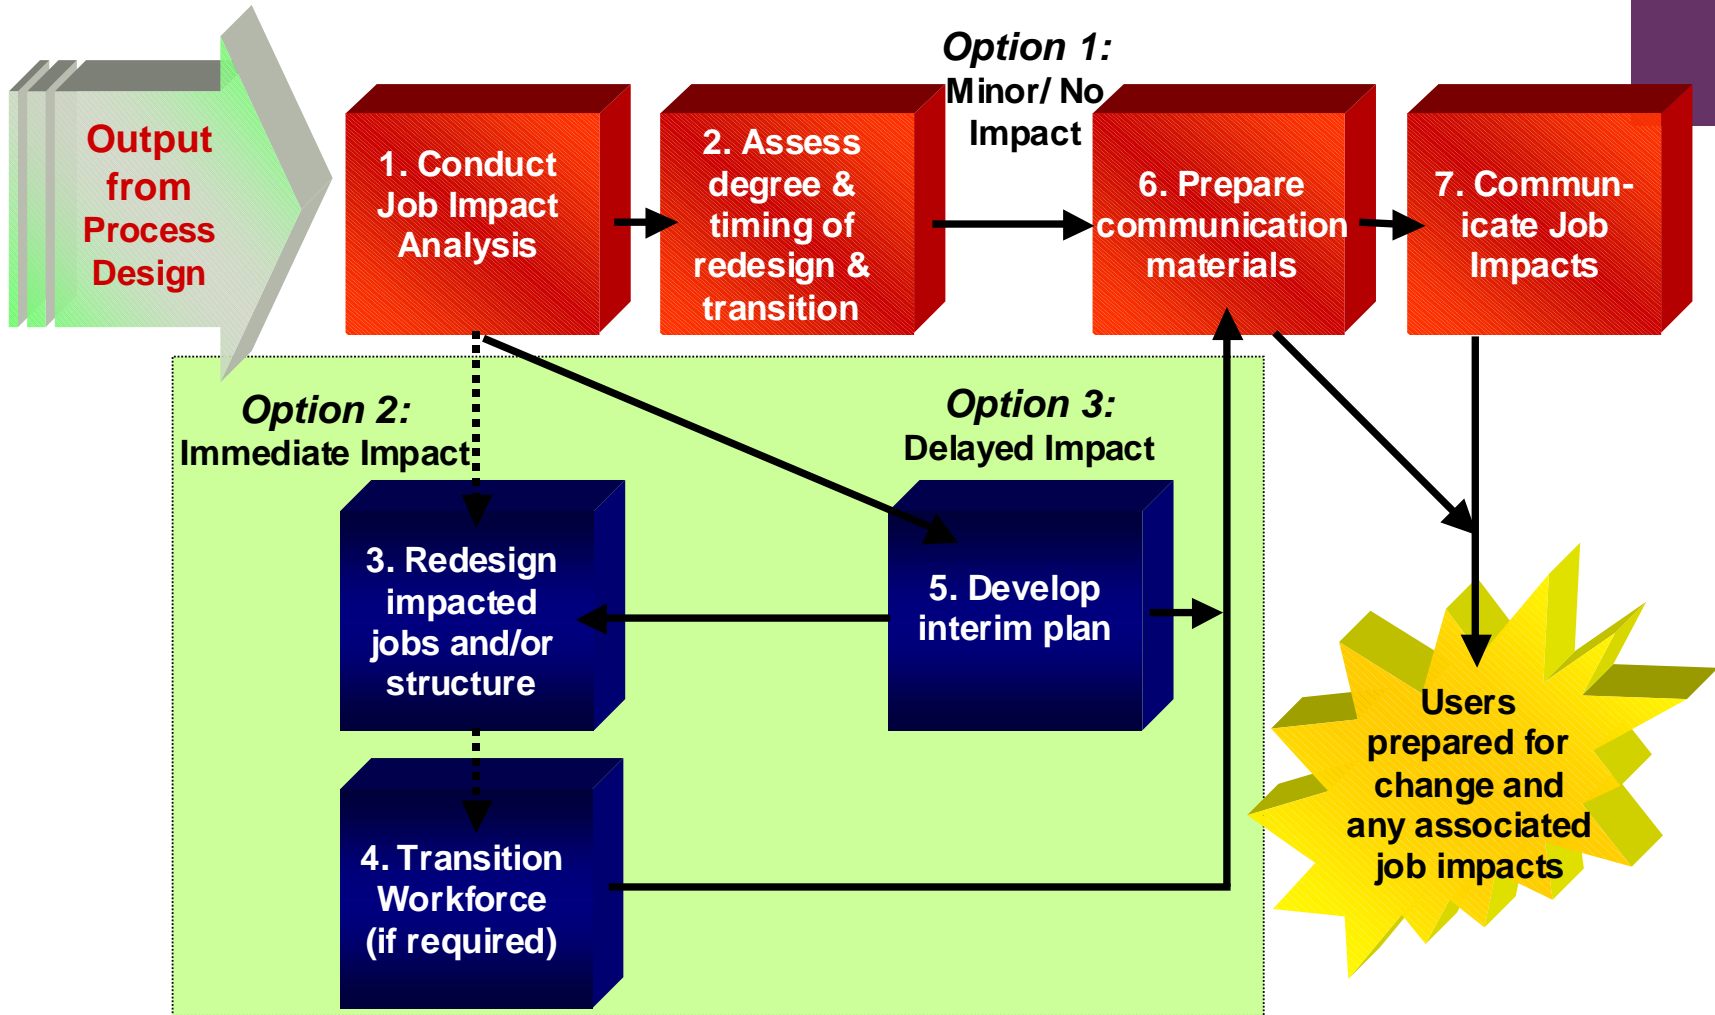 Output
from
Process
Design
1. Conduct
Job Impact
Analysis
2. Assess
degree &
timing of
redesign &
transition
Option 1:
Minor/ No
Impact
6. Prepare
communication
materials
7. Commun-
icate Job
Impacts
Option 2:
Immediate Impact
Option 3:
Delayed Impact
3. Redesign
impacted
jobs and/or
structure
5. Develop
interim plan
4. Transition
Workforce
(if required)
Users
prepared for
change and
any associated
job impacts